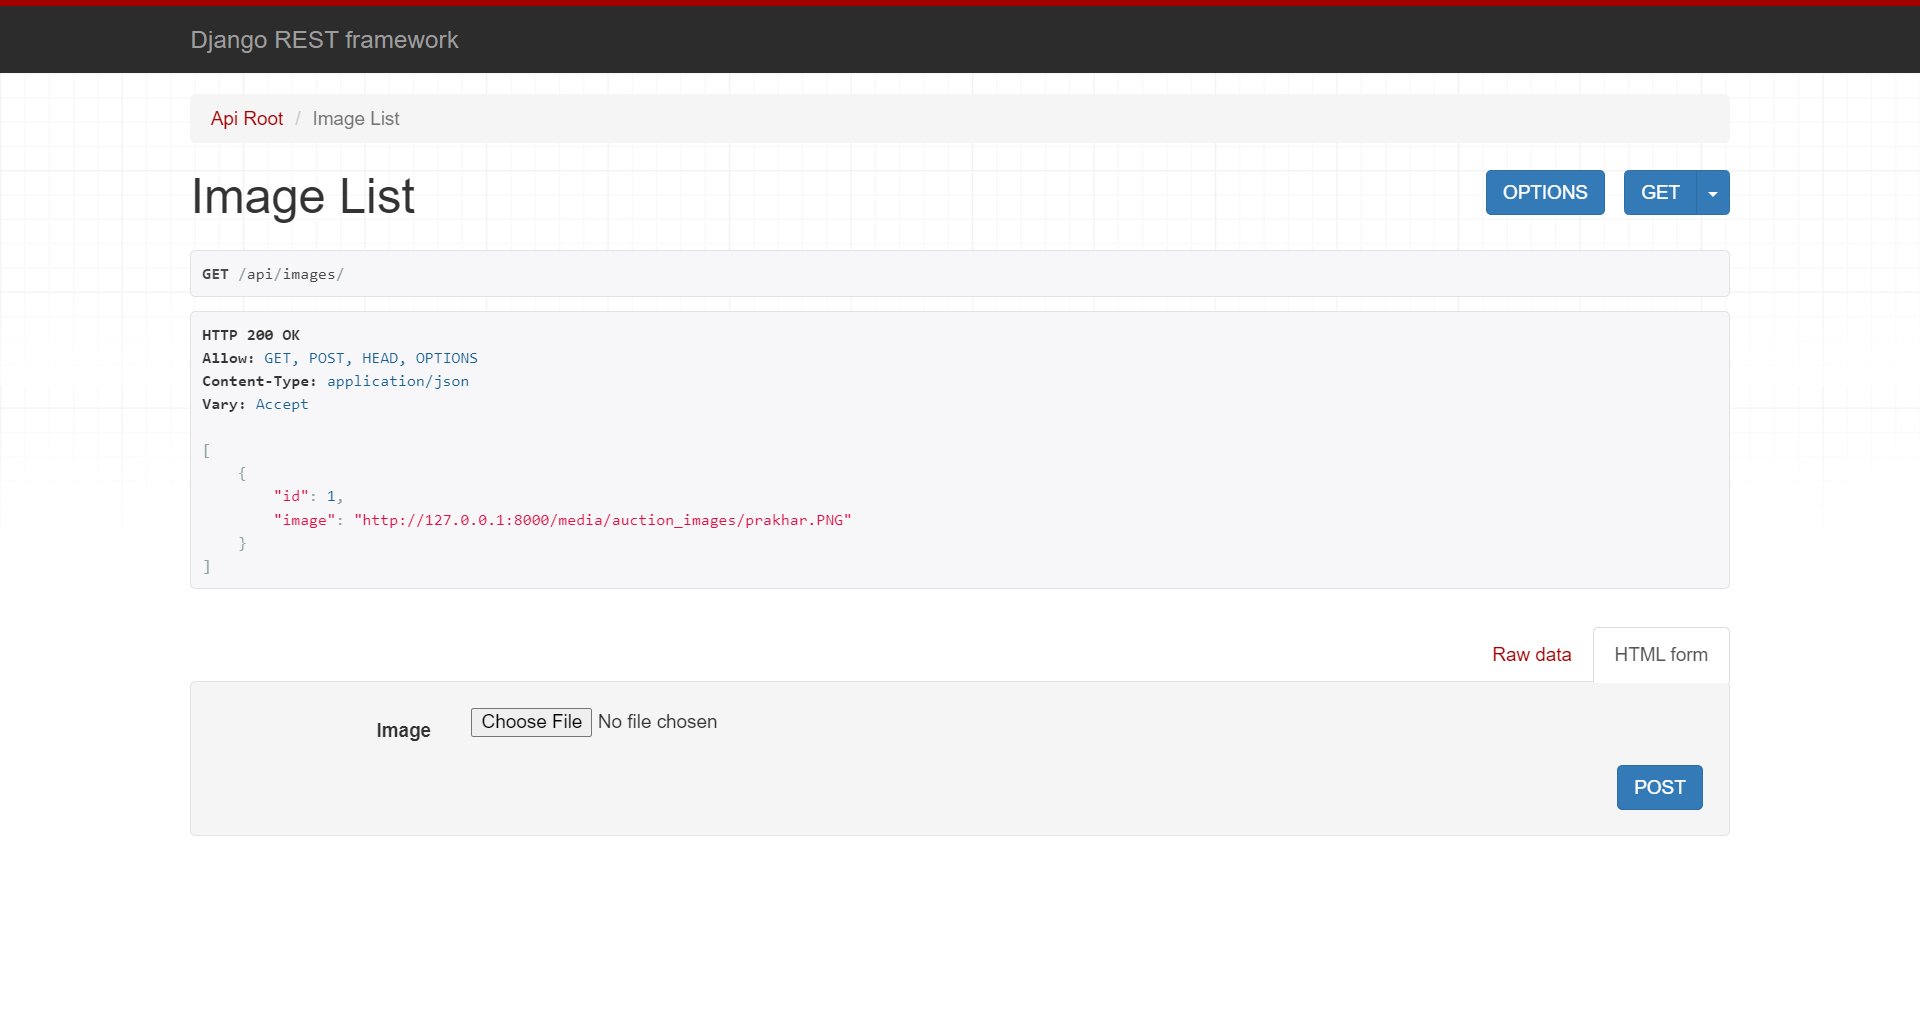 Django REST framework
Api Root / Image List
Image List
OPTIONS GET
GET /api/images/
HTTP 200 OK
Allow: GET, POST, HEAD, OPTIONS
Content-Type: application/json
Vary: Accept
[
    {
        "id": 1,
        "image": "http://127.0.0.1:8000/media/auction_images/prakhar.PNG"
    }
]
Raw data HTML form
Image Choose File No file chosen
POST